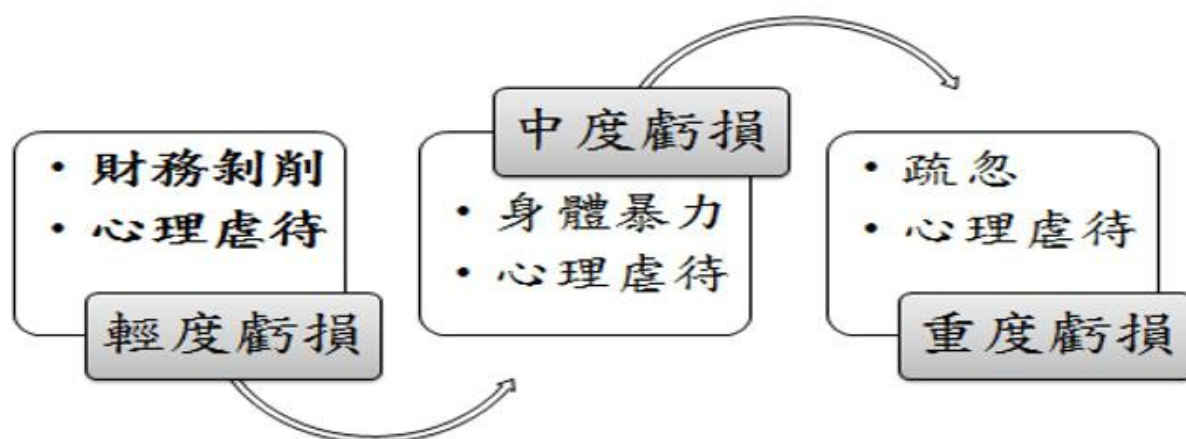 • 財務剝削
• 心理虐待
輕度虧損
中度虧損
• 身體暴力
• 心理虐待
• 疏忽
• 心理虐待
重度虧損